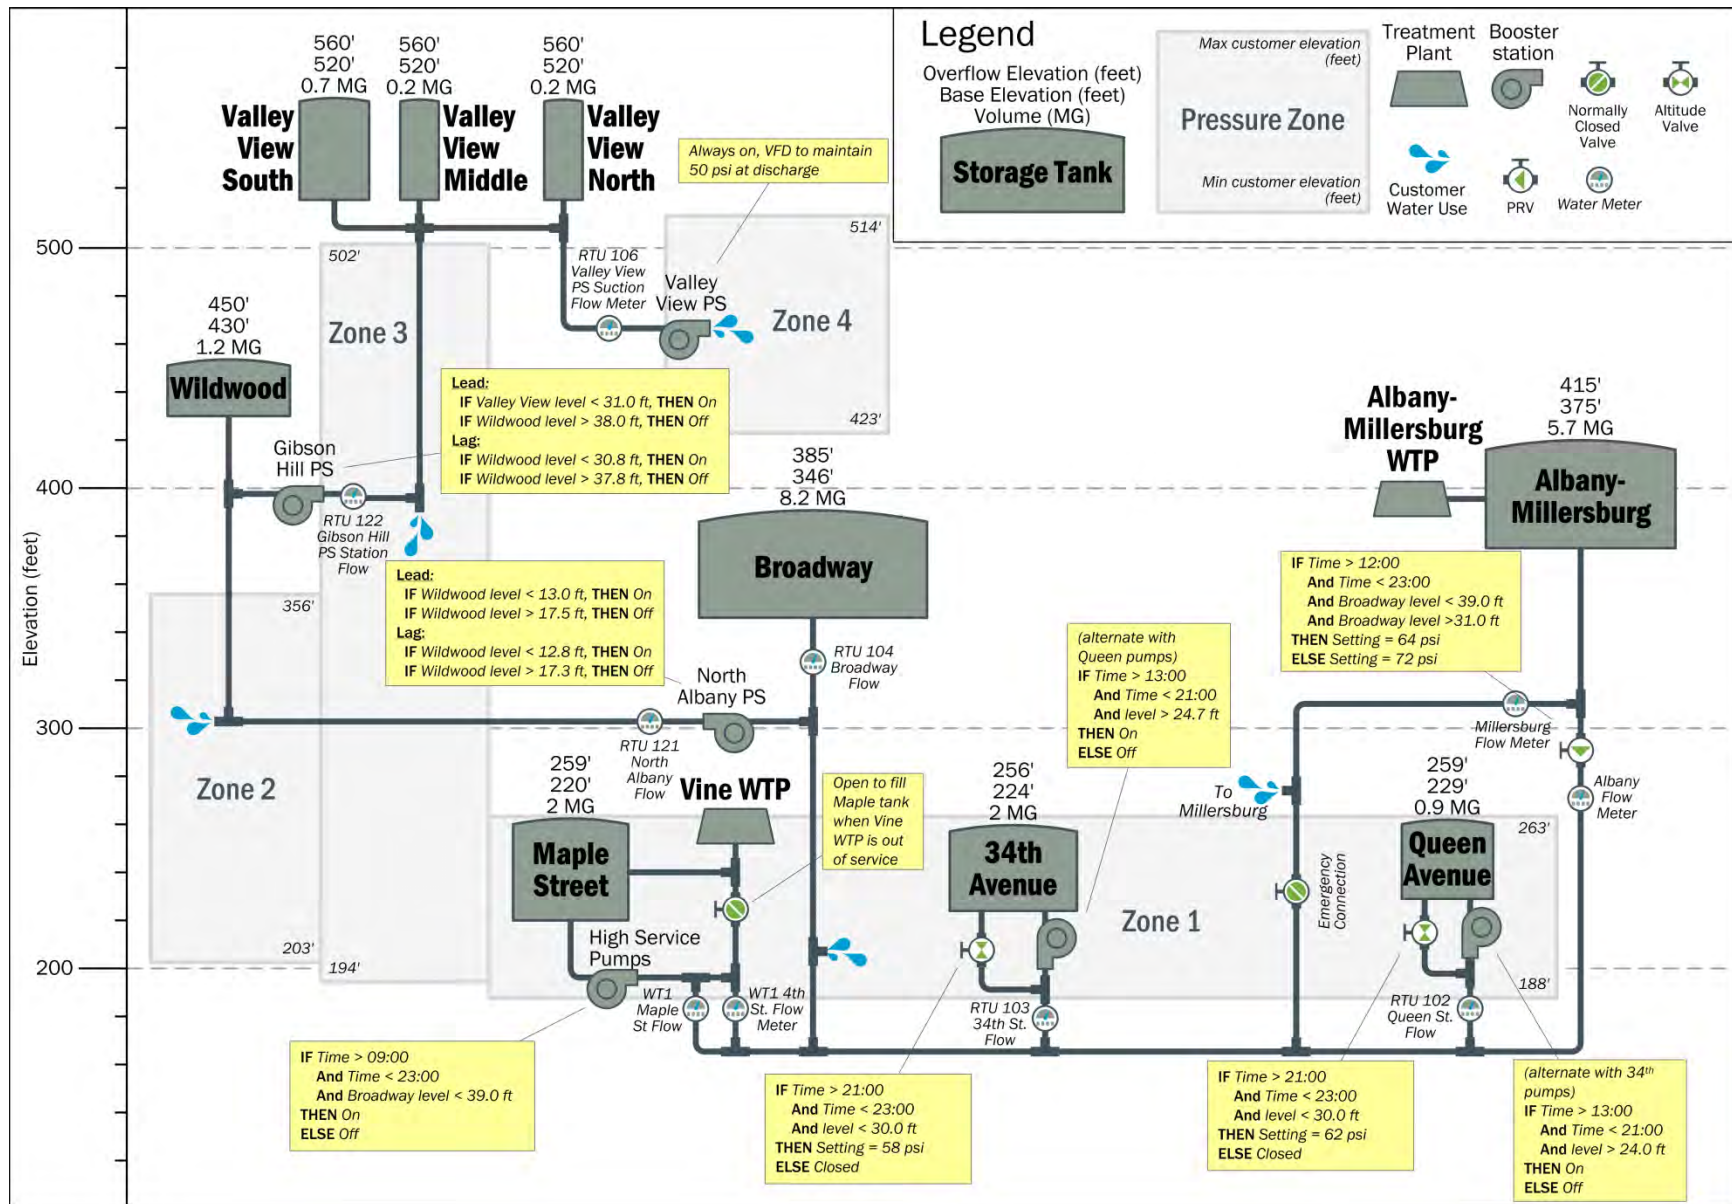 560'
520'
0.7 MG
Valley
View
South
560'
520'
0.2 MG
Valley
View
Middle
560'
520'
0.2 MG
Valley
View
North
Always on, VFD to maintain
50 psi at discharge
Legend
Overflow Elevation (feet)
Base Elevation (feet)
Volume (MG)
Storage Tank
Max customer elevation
(feet)
Pressure Zone
Min customer elevation
(feet)
Treatment
Plant
Booster
station
Normally
Closed
Valve
Altitude
Valve
Customer
Water Use
PRV
Water Meter
Elevation (feet)
500
400
300
200
502'
Zone 3
194'
RTU 106
Valley View
PS Suction
Flow Meter
Valley
View PS
514'
Zone 4
423'
450'
430'
1.2 MG
Wildwood
Gibson
Hill PS
RTU 122
Gibson Hill
PS Station
Flow
Lead:
IF Valley View level < 31.0 ft, THEN On
IF Wildwood level > 38.0 ft, THEN Off
Lag:
IF Wildwood level < 30.8 ft, THEN On
IF Wildwood level > 37.8 ft, THEN Off
Lead:
IF Wildwood level < 13.0 ft, THEN On
IF Wildwood level > 17.5 ft, THEN Off
Lag:
IF Wildwood level < 12.8 ft, THEN On
IF Wildwood level > 17.3 ft, THEN Off
356'
Zone 2
203'
385'
346'
8.2 MG
Broadway
RTU 104
Broadway
Flow
North
Albany PS
RTU 121
North
Albany
Flow
Albany-
Millersburg
WTP
415'
375'
5.7 MG
Albany-
Millersburg
IF Time > 12:00
And Time < 23:00
And Broadway level < 39.0 ft
And Broadway level >31.0 ft
THEN Setting = 64 psi
ELSE Setting = 72 psi
Millersburg
Flow Meter
Albany
Flow
Meter
To
Millersburg
Emergency
Connection
(alternate with
Queen pumps)
IF Time > 13:00
And Time < 21:00
And level > 24.7 ft
THEN On
ELSE Off
259'
220'
2 MG
Maple
Street
Vine WTP
Open to fill
Maple tank
when Vine
WTP is out
of service
High Service
Pumps
WT1
Maple
St Flow
WT1 4th
St. Flow
Meter
256'
224'
2 MG
34th
Avenue
RTU 103
34th St.
Flow
Zone 1
263'
188'
259'
229'
0.9 MG
Queen
Avenue
RTU 102
Queen St.
Flow
IF Time > 09:00
And Time < 23:00
And Broadway level < 39.0 ft
THEN On
ELSE Off
IF Time > 21:00
And Time < 23:00
And level < 30.0 ft
THEN Setting = 58 psi
ELSE Closed
IF Time > 21:00
And Time < 23:00
And level < 30.0 ft
THEN Setting = 62 psi
ELSE Closed
(alternate with 34th
pumps)
IF Time > 13:00
And Time < 21:00
And level > 24.0 ft
THEN On
ELSE Off